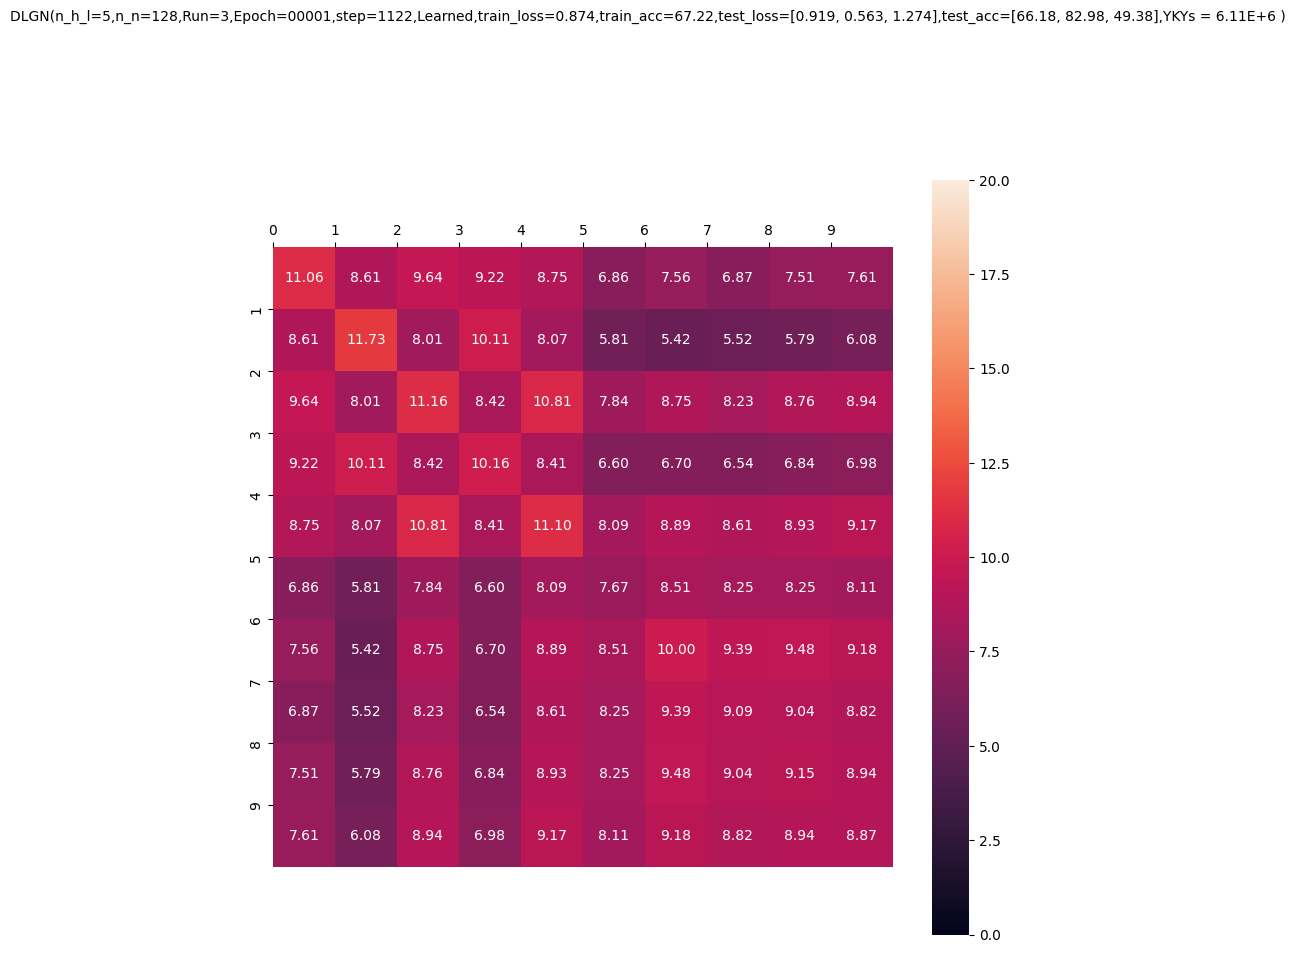 DLGN(n_h_l=5,n_n=128,Run=3,Epoch=00001,step=1122,Learned,train_loss=0.874,train_acc=67.22,test_loss=[0.919, 0.563, 1.274],test_acc=[66.18, 82.98, 49.38],YKYs = 6.11E+6 )
0 1 2 3 4 5 6 7 8 9
11.06 8.61 9.64 9.22 8.75 6.86 7.56 6.87 7.51 7.61
1
8.61 11.73 8.01 10.11 8.07 5.81 5.42 5.52 5.79 6.08
2
9.64 8.01 11.16 8.42 10.81 7.84 8.75 8.23 8.76 8.94
3
9.22 10.11 8.42 10.16 8.41 6.60 6.70 6.54 6.84 6.98
4
8.75 8.07 10.81 8.41 11.10 8.09 8.89 8.61 8.93 9.17
5
6.86 5.81 7.84 6.60 8.09 7.67 8.51 8.25 8.25 8.11
6
7.56 5.42 8.75 6.70 8.89 8.51 10.00 9.39 9.48 9.18
7
6.87 5.52 8.23 6.54 8.61 8.25 9.39 9.09 9.04 8.82
8
7.51 5.79 8.76 6.84 8.93 8.25 9.48 9.04 9.15 8.94
9
7.61 6.08 8.94 6.98 9.17 8.11 9.18 8.82 8.94 8.87
20.0
17.5
15.0
12.5
10.0
7.5
5.0
2.5
0.0